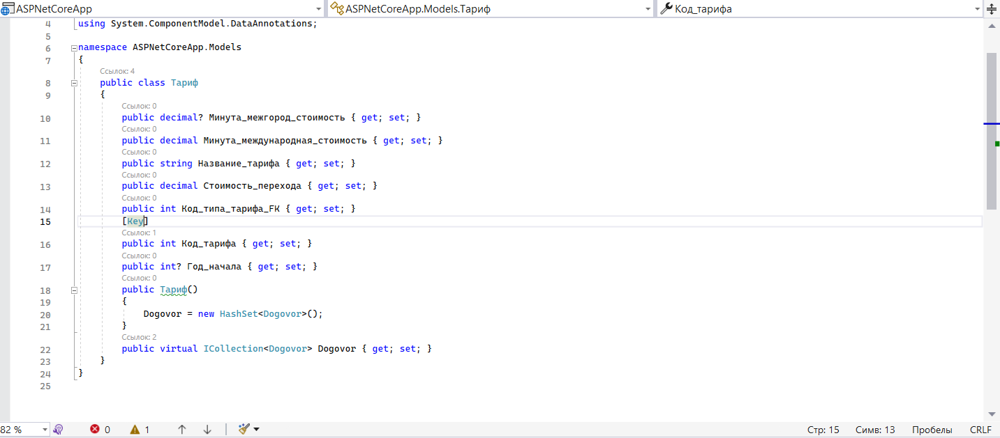 ASPNetCoreApp ASPNetCoreApp.Models.Тариф Код_тарифа
4 using System.ComponentModel.DataAnnotations;
5
6 namespace ASPNetCoreApp.Models
7 {
Ссылок: 4
8 public class Тариф
9 {
Ссылок: 0
10 public decimal? Минута_межгород_стоимость { get; set; }
Ссылок: 0
11 public decimal Минута_международная_стоимость { get; set; }
Ссылок: 0
12 public string Название_тарифа { get; set; }
Ссылок: 0
13 public decimal Стоимость_перехода { get; set; }
Ссылок: 0
14 public int Код_типа_тарифа_FK { get; set; }
15 [Key]
Ссылок: 1
16 public int Код_тарифа { get; set; }
Ссылок: 0
17 public int? Год_начала { get; set; }
Ссылок: 0
18 public Тариф()
19 {
20 Dogovor = new HashSet<Dogovor>();
21 }
Ссылок: 2
22 public virtual ICollection<Dogovor> Dogovor { get; set; }
23 }
24 }
25
82 % 0 1 Стр: 15 Симв: 13 Пробелы CRLF